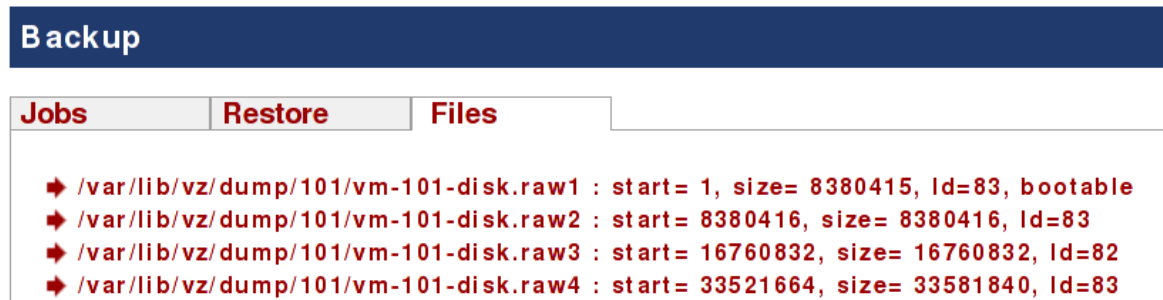 Backup
Jobs Restore Files
/var/lib/vz/dump/101/vm-101-disk.raw1 : start= 1, size= 8380415, Id=83, bootable
/var/lib/vz/dump/101/vm-101-disk.raw2 : start= 8380416, size= 8380416, Id=83
/var/lib/vz/dump/101/vm-101-disk.raw3 : start= 16760832, size= 16760832, Id=82
/var/lib/vz/dump/101/vm-101-disk.raw4 : start= 33521664, size= 33581840, Id=83